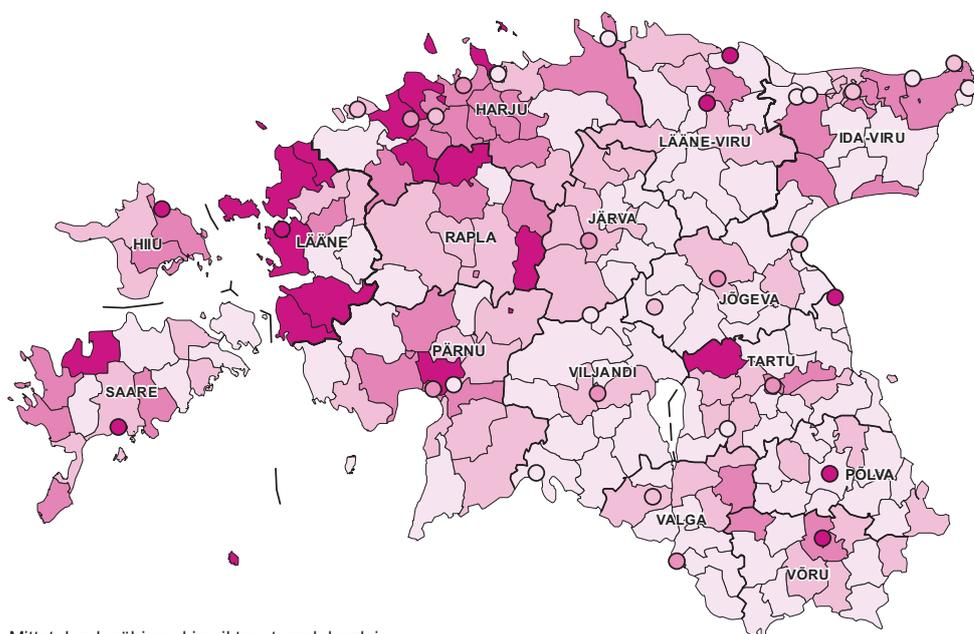 HARJU
LÄÄNE-VIRU
IDA-VIRU
HIIU
LÄÄNE
RAPLA
JÄRVA
JÕGEVA
SAARE
PÄRNU
VILJANDI
TARTU
PÕLVA
VALGA
VÕRU